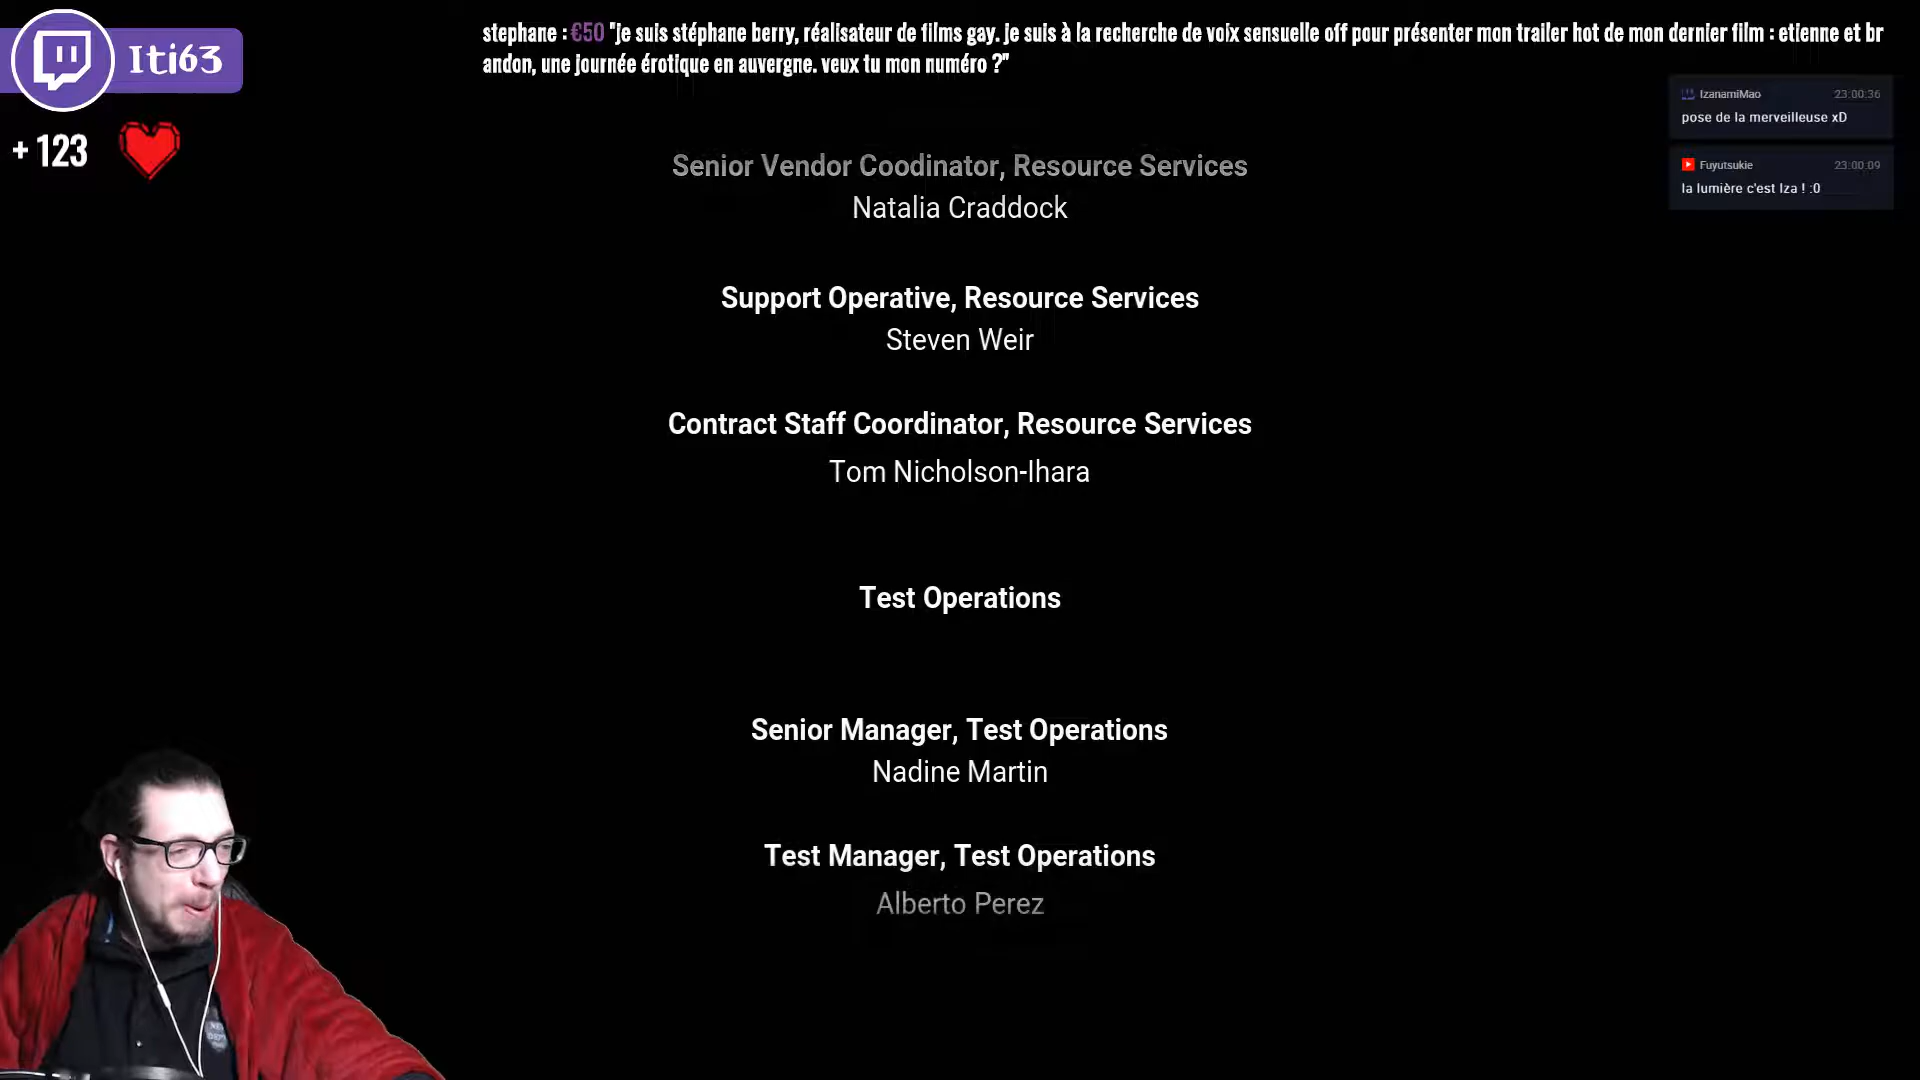 Iti63
+ 123
stephane : €50 "je suis stéphane berry, réalisateur de films gay. je suis à la recherche de voix sensuelle off pour présenter mon trailer hot de mon dernier film : etienne et br
andon, une journée érotique en auvergne. veux tu mon numéro ?"
IzanamiMao 23:00:36
pose de la merveilleuse xD
Fuyutsukie 23:00:09
la lumière c'est Iza ! :0
Senior Vendor Coodinator, Resource Services
Natalia Craddock
Support Operative, Resource Services
Steven Weir
Contract Staff Coordinator, Resource Services
Tom Nicholson-Ihara
Test Operations
Senior Manager, Test Operations
Nadine Martin
Test Manager, Test Operations
Alberto Perez